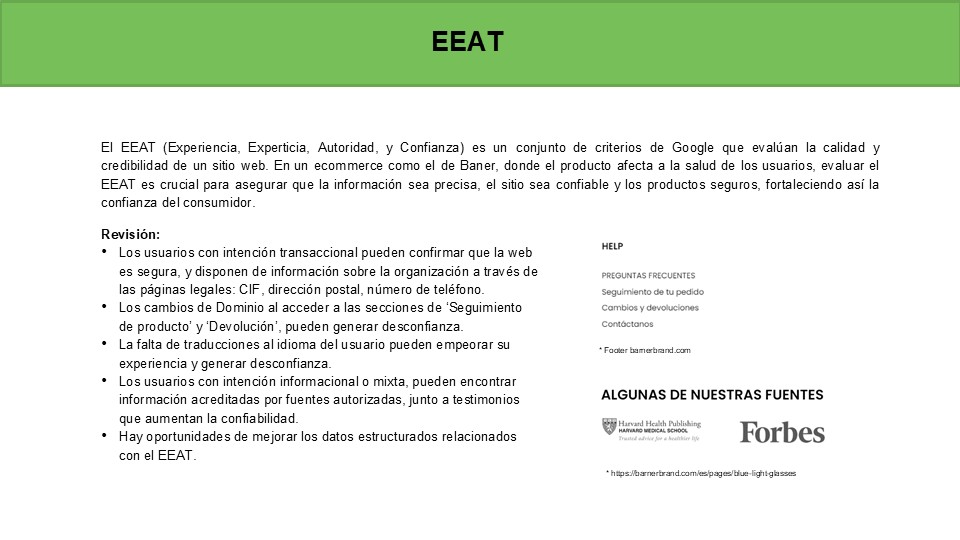 EEAT
El EEAT (Experiencia, Experticia, Autoridad, y Confianza) es un conjunto de criterios de Google que evalúan la calidad y
credibilidad de un sitio web. En un ecommerce como el de Baner, donde el producto afecta a la salud de los usuarios, evaluar el
EEAT es crucial para asegurar que la información sea precisa, el sitio sea confiable y los productos seguros, fortaleciendo así la
confianza del consumidor.
Revisión:
• Los usuarios con intención transaccional pueden confirmar que la web
es segura, y disponen de información sobre la organización a través de
las páginas legales: CIF, dirección postal, número de teléfono.
• Los cambios de Dominio al acceder a las secciones de ‘Seguimiento
de producto’ y ‘Devolución’, pueden generar desconfianza.
• La falta de traducciones al idioma del usuario pueden empeorar su
experiencia y generar desconfianza.
• Los usuarios con intención informacional o mixta, pueden encontrar
información acreditadas por fuentes autorizadas, junto a testimonios
que aumentan la confiabilidad.
• Hay oportunidades de mejorar los datos estructurados relacionados
con el EEAT.
HELP
PREGUNTAS FRECUENTES
Seguimiento de tu pedido
Cambios y devoluciones
Contáctanos
* Footer barnerbrand.com
ALGUNAS DE NUESTRAS FUENTES
Harvard Health Publishing
HARVARD MEDICAL SCHOOL
Trusted advice for a healthier life
Forbes
* https://barnerbrand.com/es/pages/blue-light-glasses